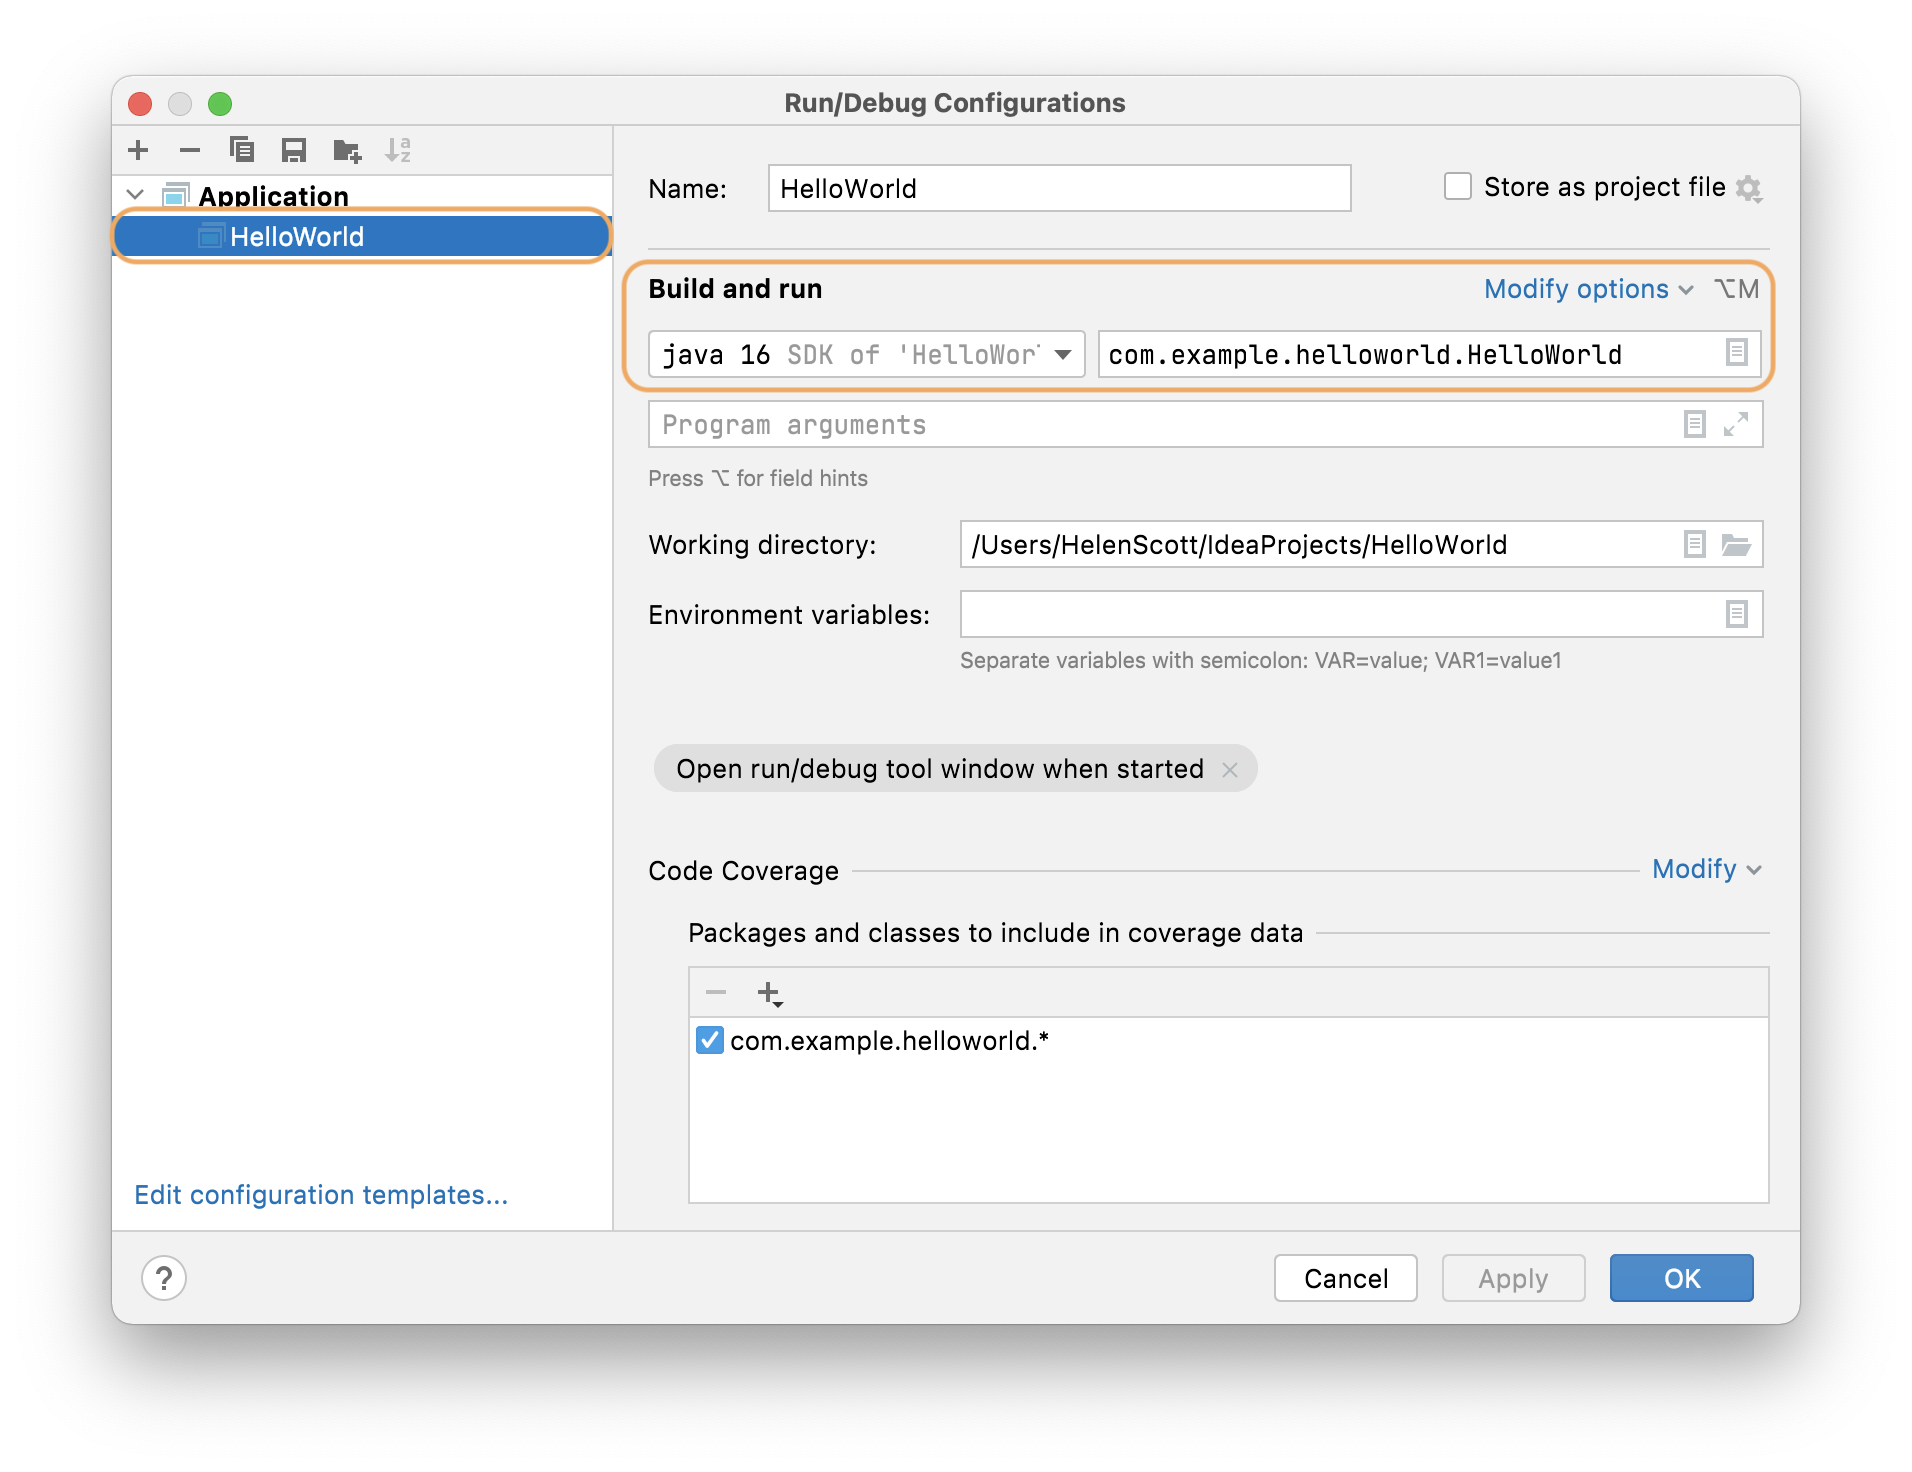 Run/Debug Configurations
Application
HelloWorld
Edit configuration templates...
Name: HelloWorld
Store as project file
Build and run
Modify options ⌥M
java 16 SDK of 'HelloWor
com.example.helloworld.HelloWorld
Program arguments
Press ⌥ for field hints
Working directory: /Users/HelenScott/IdeaProjects/HelloWorld
Environment variables:
Separate variables with semicolon: VAR=value; VAR1=value1
Open run/debug tool window when started
Code Coverage
Modify
Packages and classes to include in coverage data
com.example.helloworld.*
?
Cancel
Apply
OK